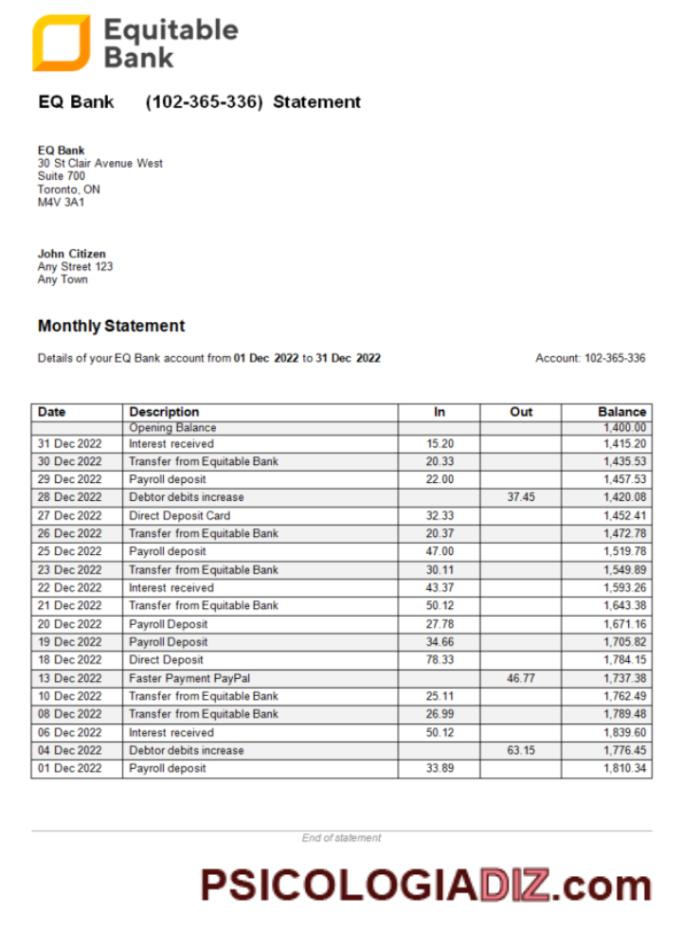 Equitable
Bank
EQ Bank (102-365-336) Statement
EQ Bank
30 St Clair Avenue West
Suite 700
Toronto, ON
M4V 3A1
John Citizen
Any Street 123
Any Town
Monthly Statement
Details of your EQ Bank account from 01 Dec 2022 to 31 Dec 2022 Account: 102-365-336
Date Description In Out Balance
Opening Balance 1,400.00
31 Dec 2022 Interest received 15.20 1,415.20
30 Dec 2022 Transfer from Equitable Bank 20.33 1,435.53
29 Dec 2022 Payroll deposit 22.00 1,457.53
28 Dec 2022 Debtor debits increase 37.45 1,420.08
27 Dec 2022 Direct Deposit Card 32.33 1,452.41
26 Dec 2022 Transfer from Equitable Bank 20.37 1,472.78
25 Dec 2022 Payroll deposit 47.00 1,519.78
23 Dec 2022 Transfer from Equitable Bank 30.11 1,549.89
22 Dec 2022 Interest received 43.37 1,593.26
21 Dec 2022 Transfer from Equitable Bank 50.12 1,643.38
20 Dec 2022 Payroll Deposit 27.78 1,671.16
19 Dec 2022 Payroll Deposit 34.66 1,705.82
18 Dec 2022 Direct Deposit 78.33 1,784.15
13 Dec 2022 Faster Payment PayPal 46.77 1,737.38
10 Dec 2022 Transfer from Equitable Bank 25.11 1,762.49
08 Dec 2022 Transfer from Equitable Bank 26.99 1,789.48
06 Dec 2022 Interest received 50.12 1,839.60
04 Dec 2022 Debtor debits increase 63.15 1,776.45
01 Dec 2022 Payroll deposit 33.89 1,810.34
End of statement
PSICOLOGIADIZ.com